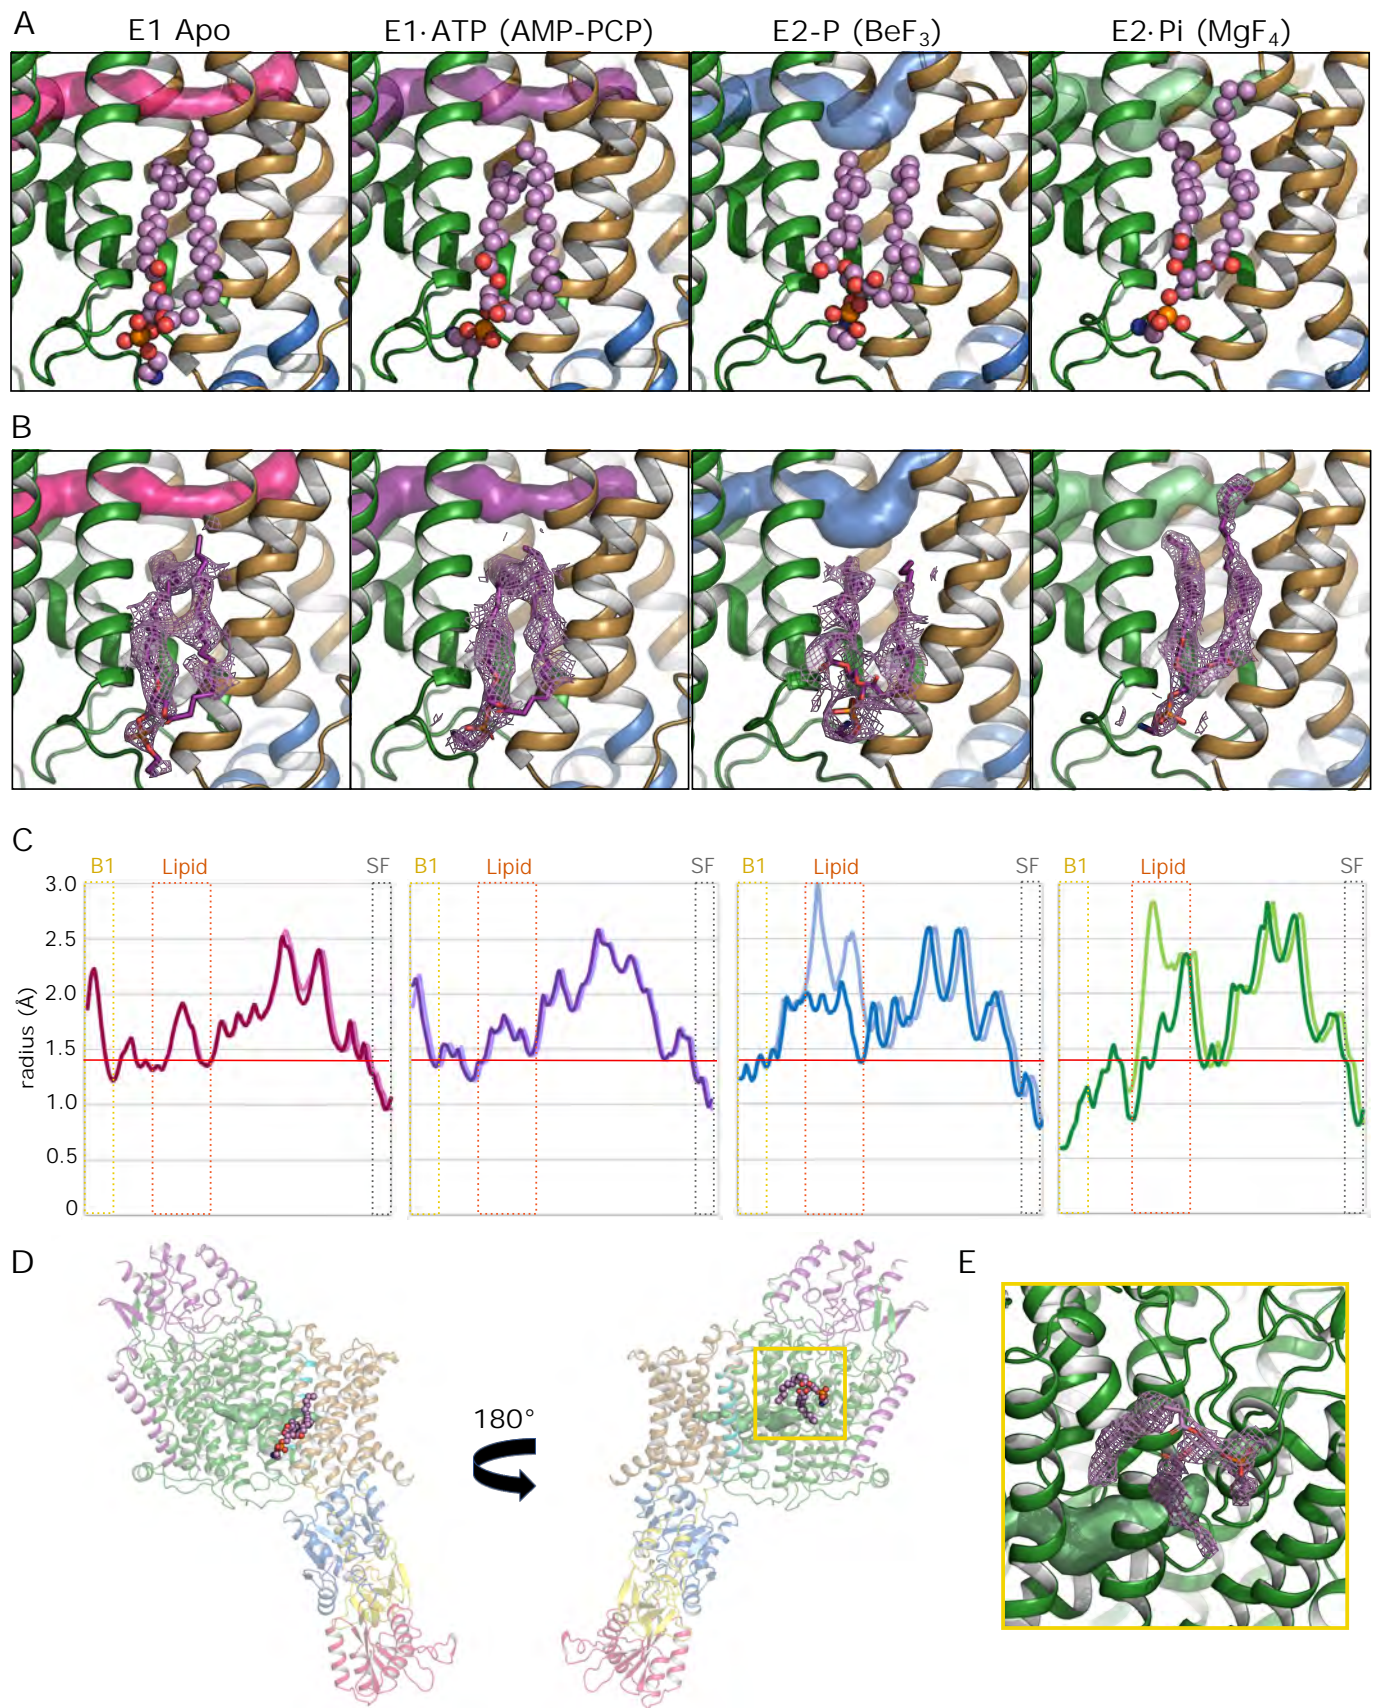 A
E1 Apo
E1·ATP (AMP-PCP)
E2-P (BeF₃)
E2·Pi (MgF₄)
B
C
B1 Lipid SF
B1 Lipid SF
B1 Lipid SF
B1 Lipid SF
radius (Å)
3.0
2.5
2.0
1.5
1.0
0.5
0
D
180°
E